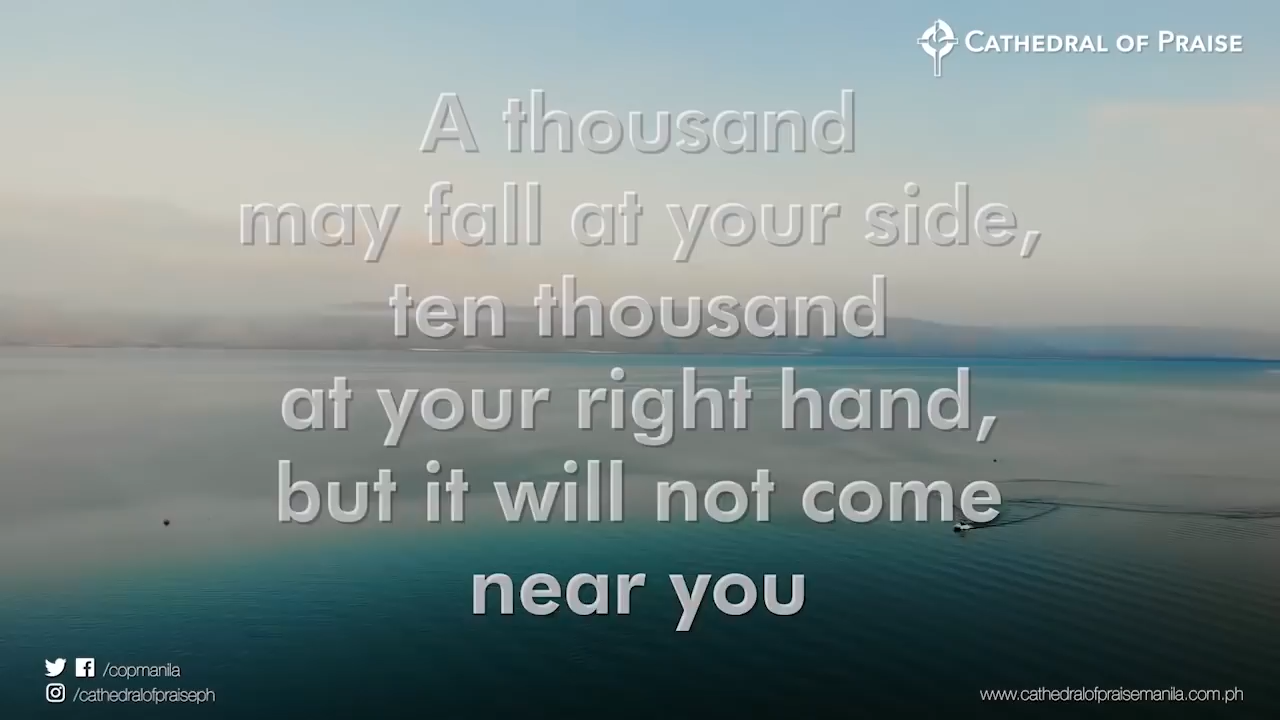 CATHEDRAL OF PRAISE
A thousand
may fall at your side,
ten thousand
at your right hand,
but it will not come
near you
/copmanila
/cathedralofpraiseph
www.cathedralofpraisemanila.com.ph